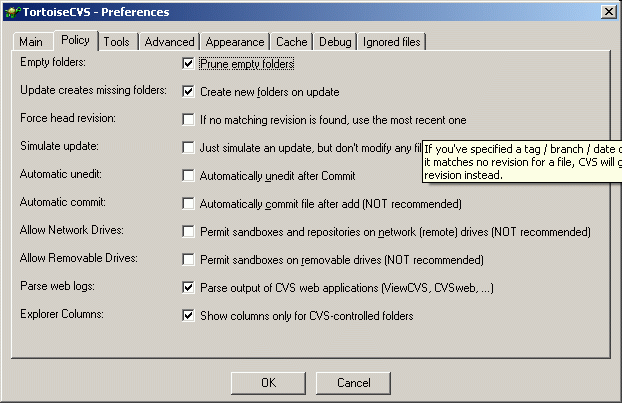 TortoiseCVS - Preferences
Main Policy Tools Advanced Appearance Cache Debug Ignored files
Empty folders: Prune empty folders
Update creates missing folders: Create new folders on update
Force head revision: If no matching revision is found, use the most recent one
Simulate update: Just simulate an update, but don't modify any
If you've specified a tag / branch / date
it matches no revision for a file, CVS will
revision instead.
Automatic unedit: Automatically unedit after Commit
Automatic commit: Automatically commit file after add (NOT recommended)
Allow Network Drives: Permit sandboxes and repositories on network (remote) drives (NOT recommended)
Allow Removable Drives: Permit sandboxes on removable drives (NOT recommended)
Parse web logs: Parse output of CVS web applications (ViewCVS, CVSweb, ...)
Explorer Columns: Show columns only for CVS-controlled folders
OK Cancel